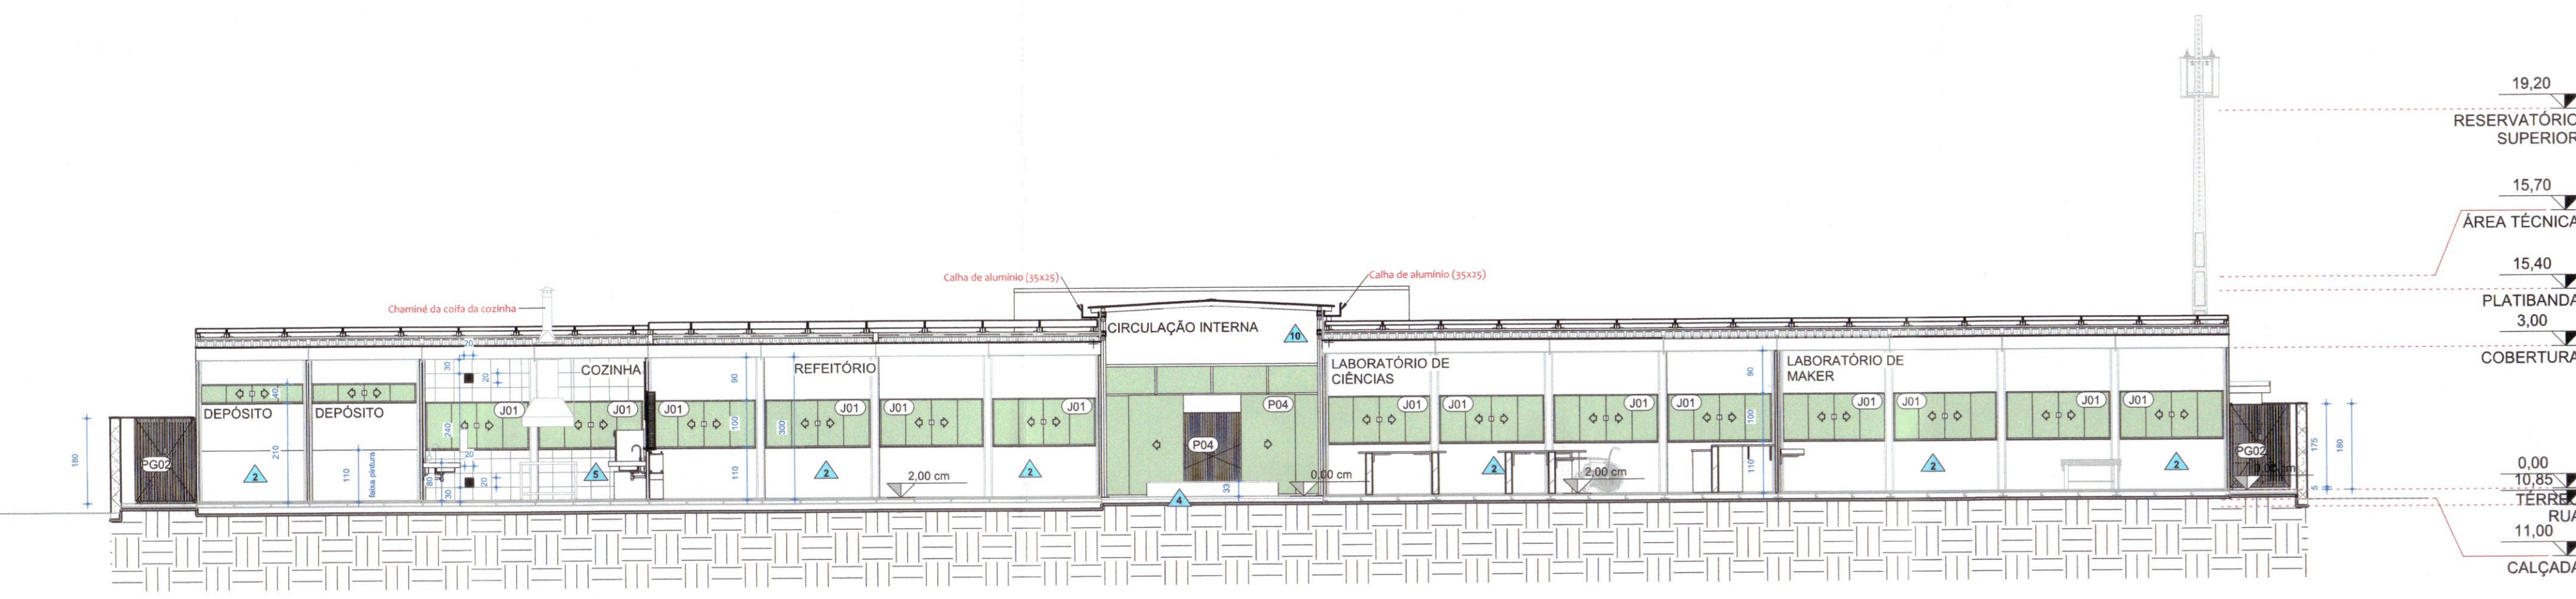 19,20
RESERVATÓRIO
SUPERIOR
15,70
ÁREA TÉCNICA
15,40
PLATIBANDA
3,00
COBERTURA
0,00
10,85
TÉRREO
RUA
11,00
CALÇADA
Calha de alumínio (35x25)
Calha de alumínio (35x25)
Chaminé da coifa da cozinha
CIRCULAÇÃO INTERNA
10
COZINHA
REFEITÓRIO
LABORATÓRIO DE
CIÊNCIAS
LABORATÓRIO DE
MAKER
DEPÓSITO
DEPÓSITO
J01
J01
J01
J01
J01
J01
P04
P04
J01
J01
J01
J01
J01
J01
J01
J01
PG02
PG02
2
5
2
2
4
2
2
2
2,00 cm
0,00 cm
2,00 cm
0,00 cm
180
40
210
110
faixa pintura
20
30
20
240
20
80
20
30
90
100
110
300
33
90
100
110
175
5
180